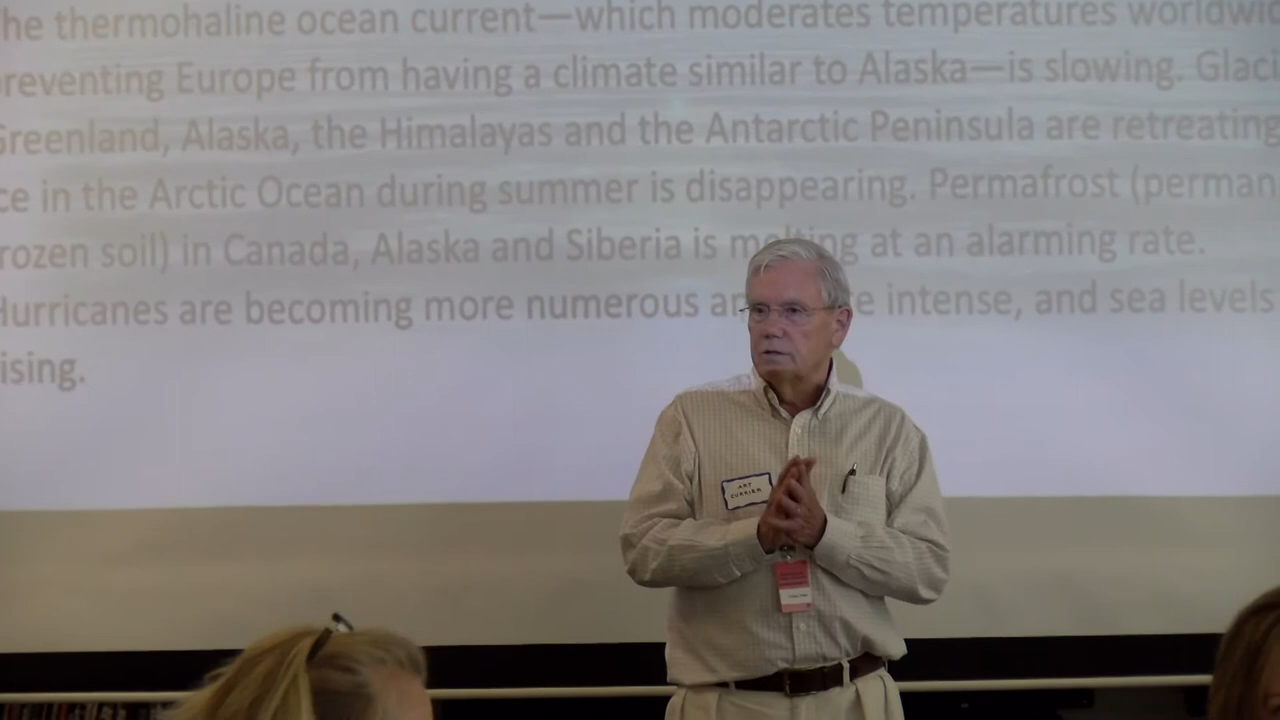 he thermohaline ocean current—which moderates temperatures worldwid
reventing Europe from having a climate similar to Alaska—is slowing. Glaci
Greenland, Alaska, the Himalayas and the Antarctic Peninsula are retreating
ce in the Arctic Ocean during summer is disappearing. Permafrost (perman
rozen soil) in Canada, Alaska and Siberia is melting at an alarming rate.
Hurricanes are becoming more numerous an re intense, and sea levels
ising.
ART
CURRIER